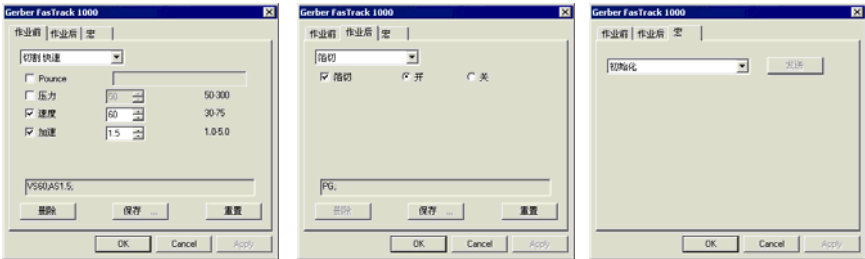 Gerber FasTrack 1000
作业前 作业后 宏
切割 快速
Pounce
压力 50 50-300
速度 60 30-75
加速 1.5 1.0-5.0
VS60,AS1.5;
删除 保存 ... 重置
OK Cancel Apply
Gerber FasTrack 1000
作业前 作业后 宏
箔切
箔切 开 关
PG;
删除 保存 ... 重置
OK Cancel Apply
Gerber FasTrack 1000
作业前 作业后 宏
初始化 发送
OK Cancel Apply